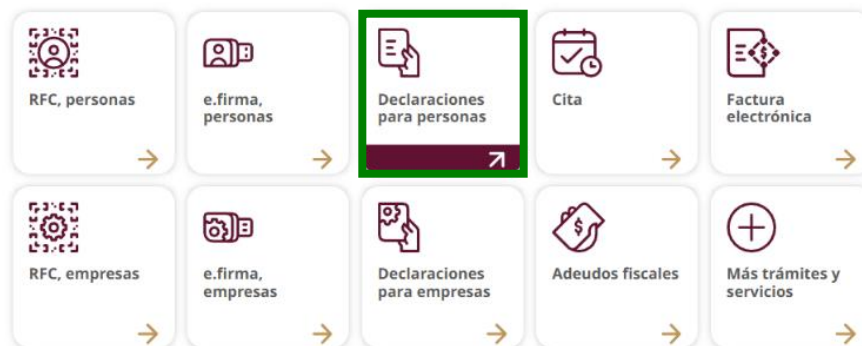 RFC, personas
e.firma,
personas
Declaraciones
para personas
Cita
Factura
electrónica
RFC, empresas
e.firma,
empresas
Declaraciones
para empresas
Adeudos fiscales
Más trámites y
servicios